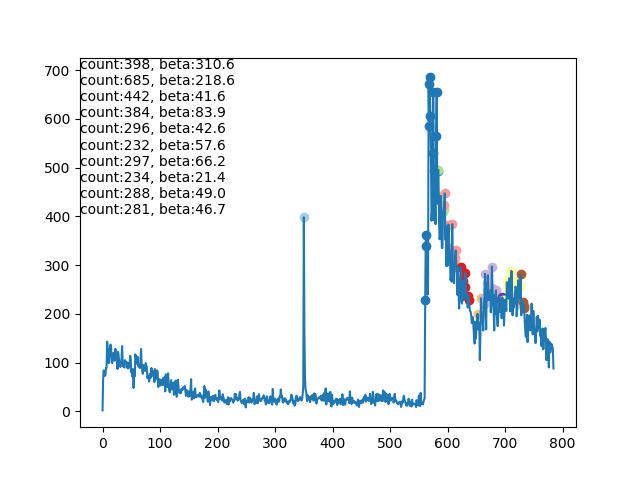 count:398, beta:310.6
count:685, beta:218.6
count:442, beta:41.6
count:384, beta:83.9
count:296, beta:42.6
count:232, beta:57.6
count:297, beta:66.2
count:234, beta:21.4
count:288, beta:49.0
count:281, beta:46.7
700
600
500
400
300
200
100
0
0 100 200 300 400 500 600 700 800